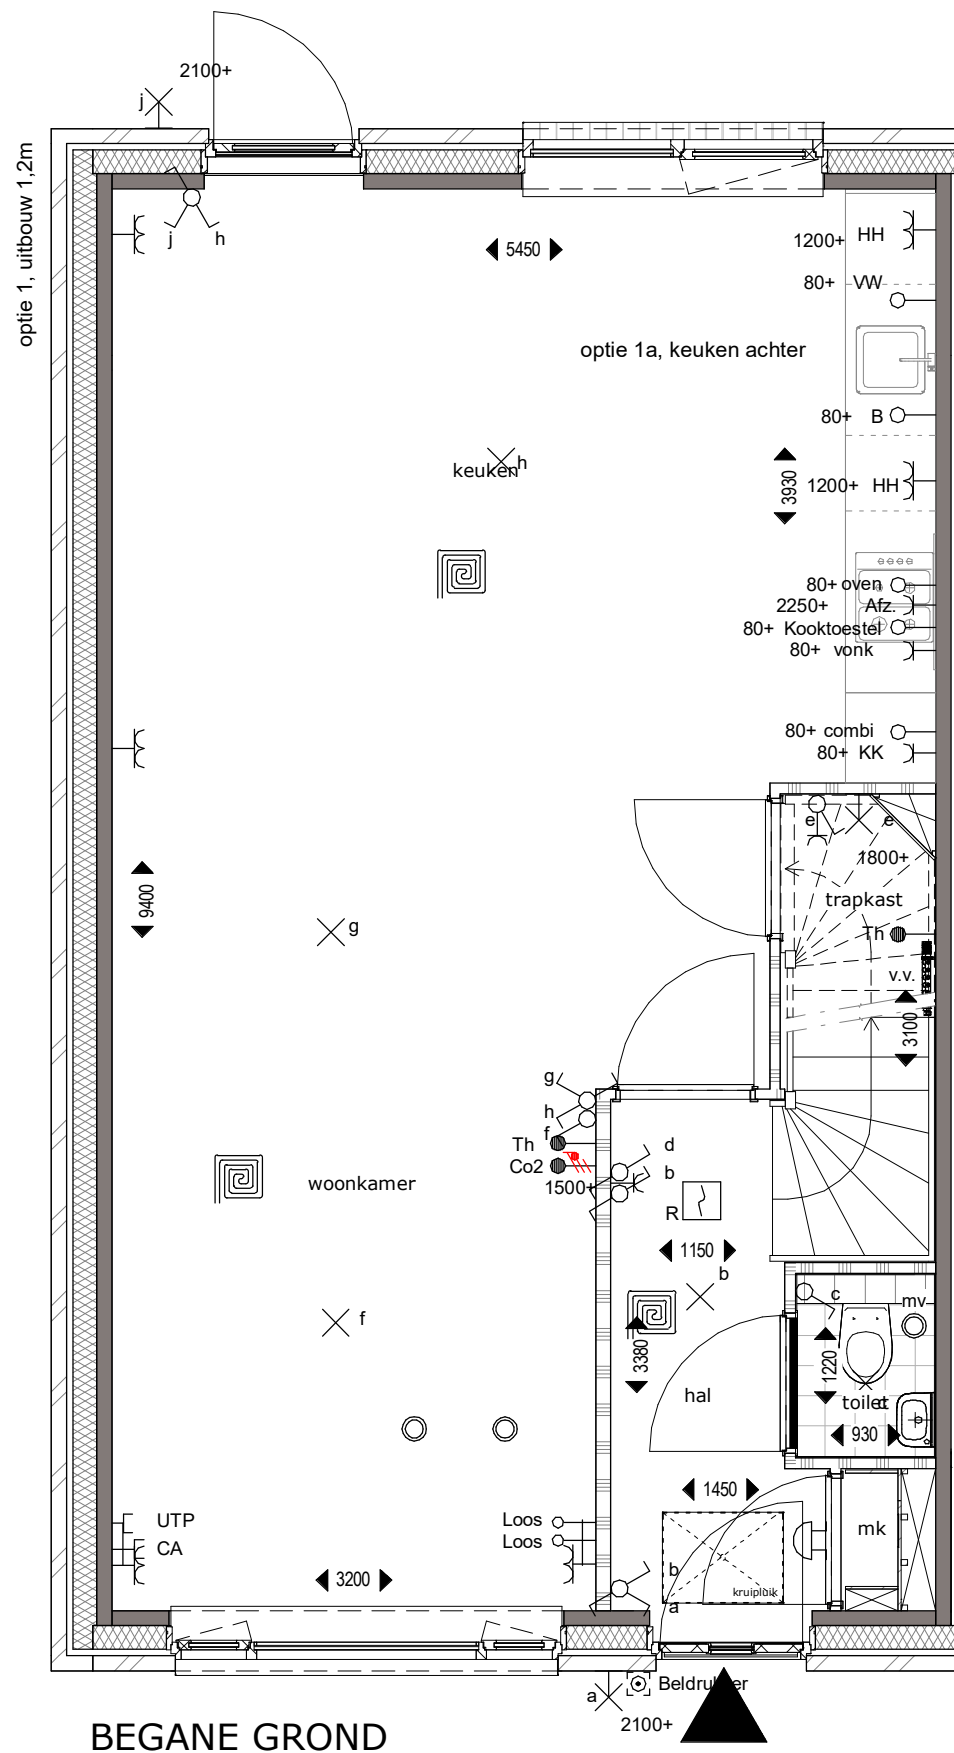 2100+
j
optie 1, uitbouw 1,2m
j h
5450
1200+ HH
80+ VW
optie 1a, keuken achter
80+ B
keuken h
3930
1200+ HH
80+ oven
2250+ Afz.
80+ Kooktoestel
80+ vonk
80+ combi
80+ KK
e e
1800+
trapkast
9400
g
Th
v.v.
3100
g
h
f
Th
Co2
1500+
d
b
woonkamer
R
1150
b
c
mv
f
3380
1220
hal
toilet
c
930
1450
UTP
CA
Loos
Loos
mk
3200
b
kruipluik
a
a
Beldrukker
2100+
BEGANE GROND